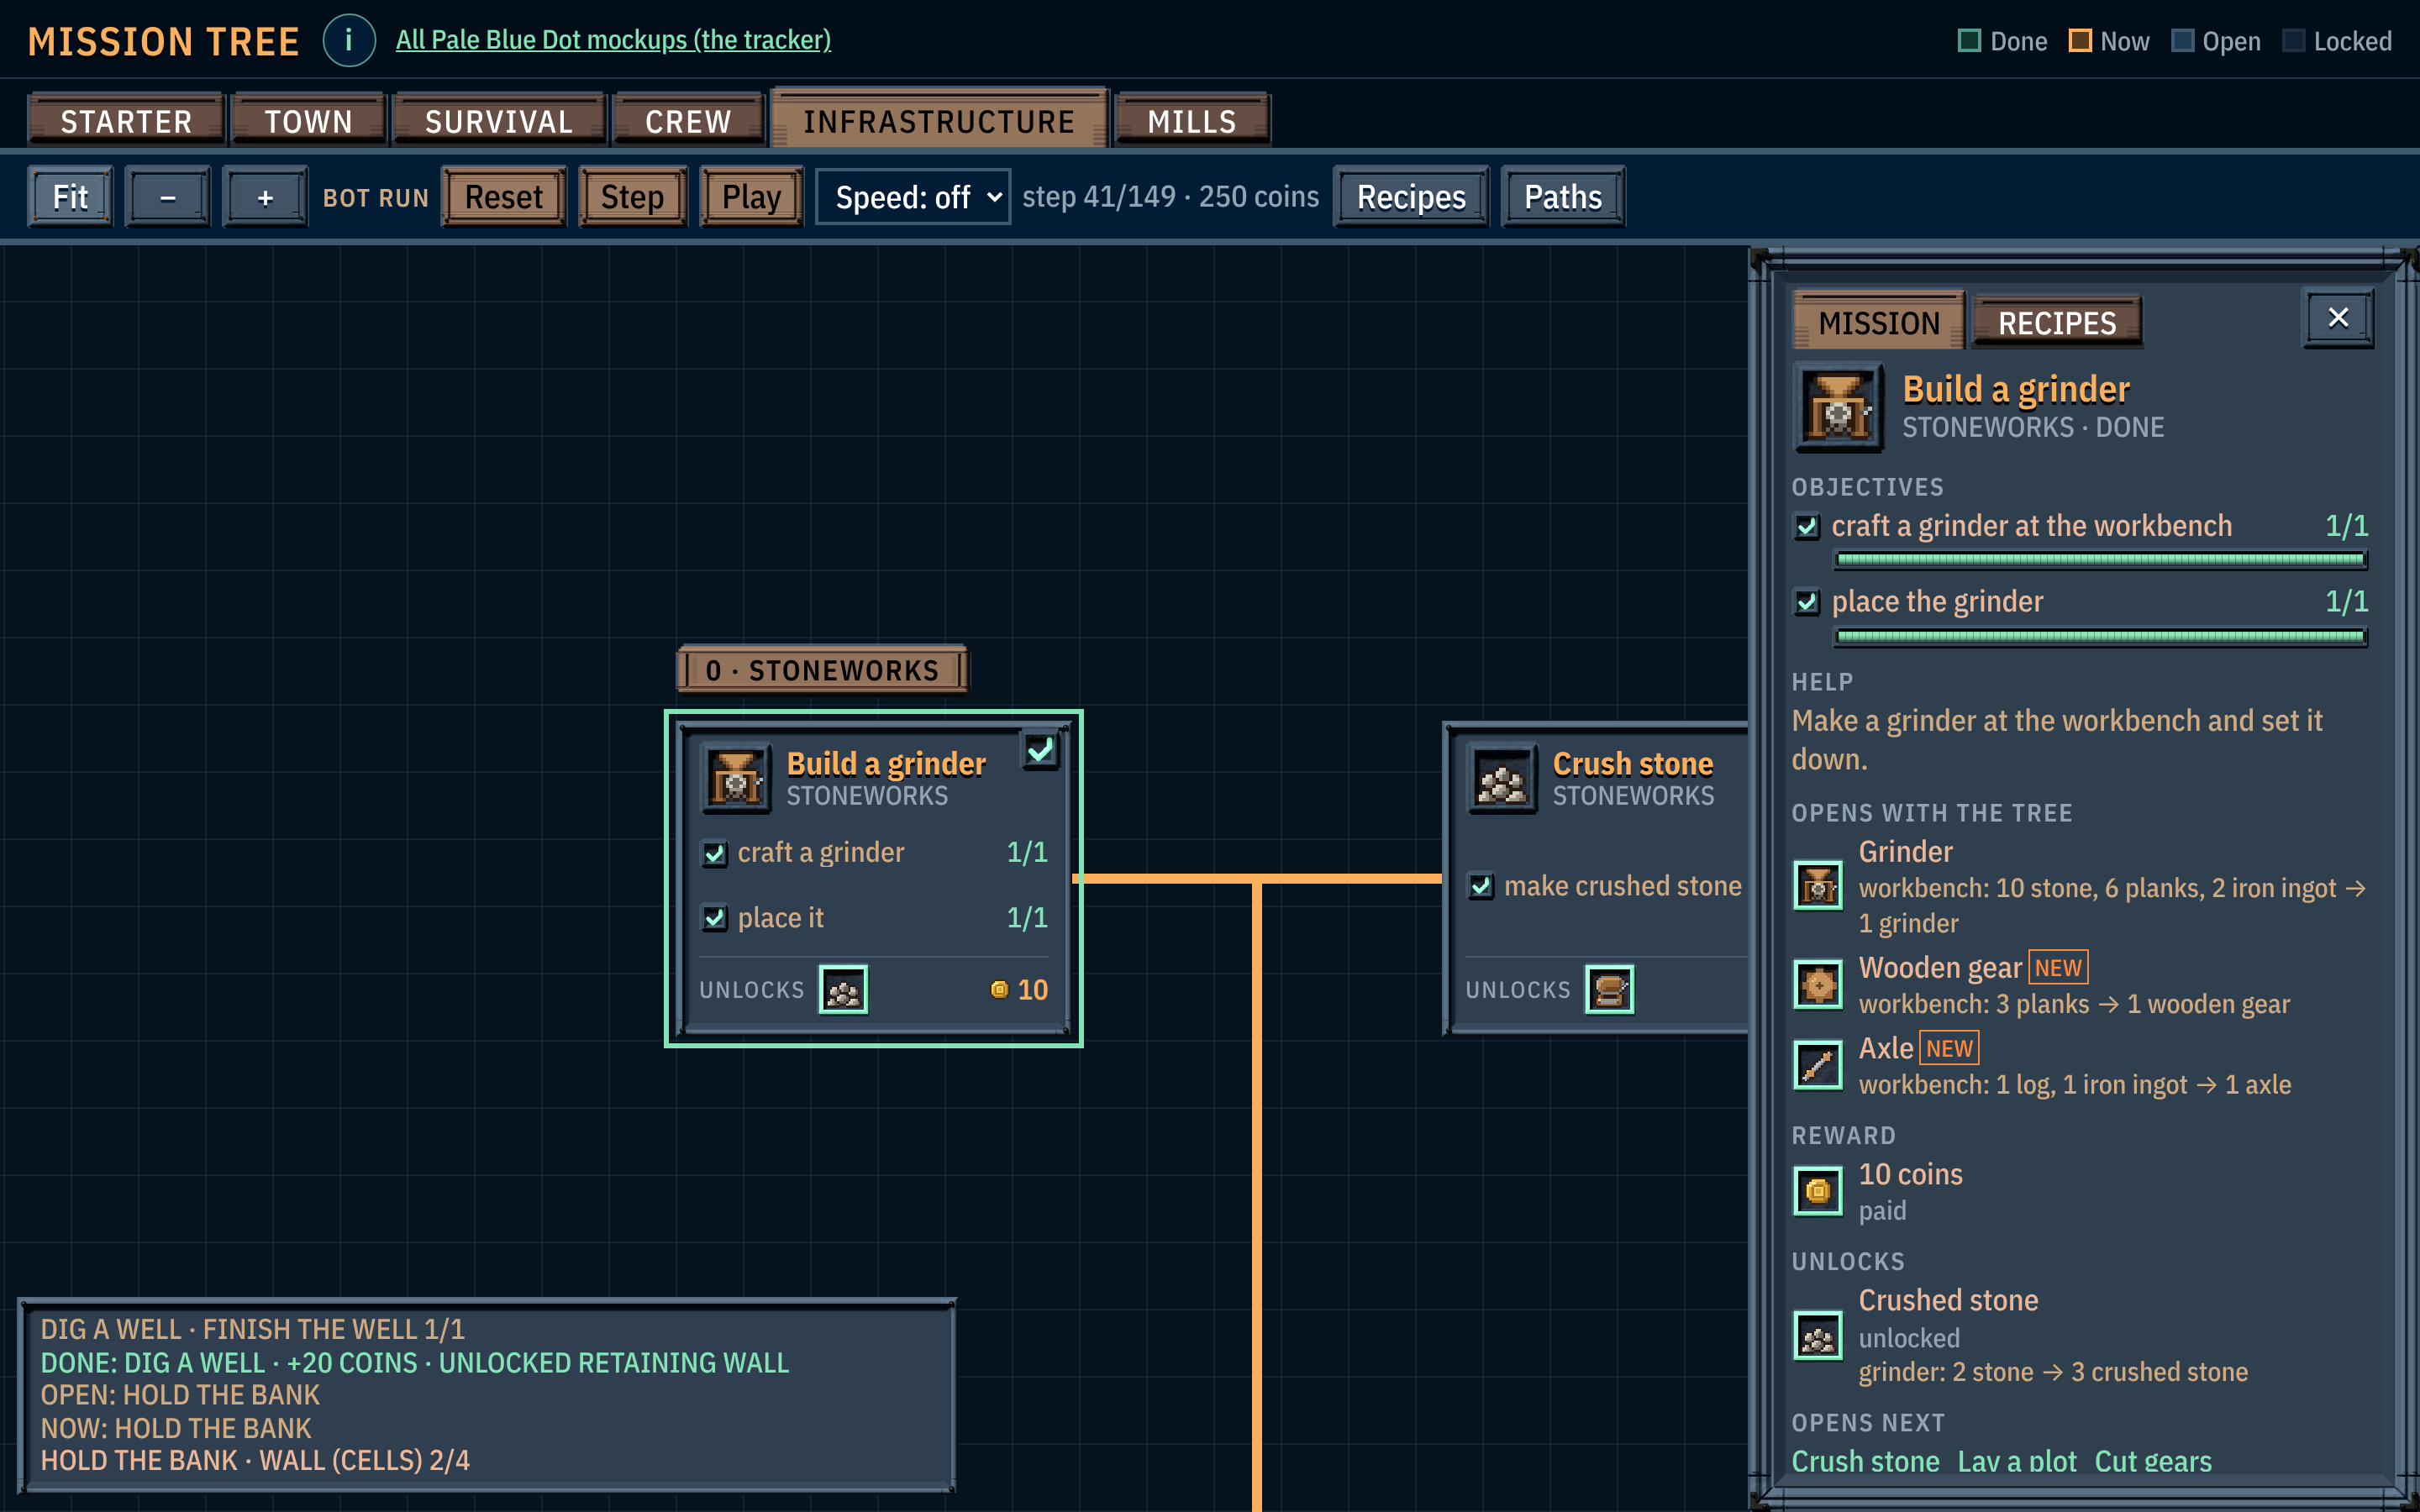 MISSION TREE i All Pale Blue Dot mockups (the tracker) Done Now Open Locked
STARTER TOWN SURVIVAL CREW INFRASTRUCTURE MILLS
Fit − + BOT RUN Reset Step Play Speed: off step 41/149 · 250 coins Recipes Paths
0 · STONEWORKS
Build a grinder
STONEWORKS
craft a grinder 1/1
place it 1/1
UNLOCKS 10
Crush stone
STONEWORKS
make crushed stone
UNLOCKS
DIG A WELL · FINISH THE WELL 1/1
DONE: DIG A WELL · +20 COINS · UNLOCKED RETAINING WALL
OPEN: HOLD THE BANK
NOW: HOLD THE BANK
HOLD THE BANK · WALL (CELLS) 2/4
MISSION RECIPES ✕
Build a grinder
STONEWORKS · DONE
OBJECTIVES
craft a grinder at the workbench 1/1
place the grinder 1/1
HELP
Make a grinder at the workbench and set it
down.
OPENS WITH THE TREE
Grinder
workbench: 10 stone, 6 planks, 2 iron ingot →
1 grinder
Wooden gear NEW
workbench: 3 planks → 1 wooden gear
Axle NEW
workbench: 1 log, 1 iron ingot → 1 axle
REWARD
10 coins
paid
UNLOCKS
Crushed stone
unlocked
grinder: 2 stone → 3 crushed stone
OPENS NEXT
Crush stone Lay a plot Cut gears